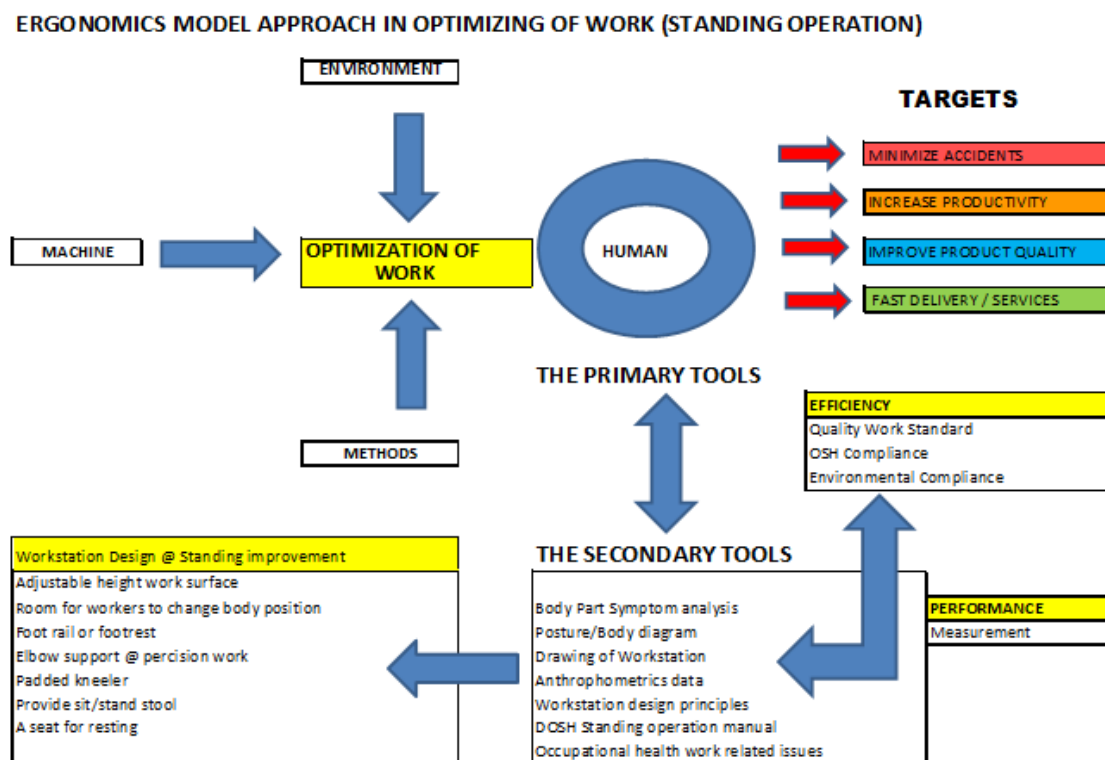 ERGONOMICS MODEL APPROACH IN OPTIMIZING OF WORK (STANDING OPERATION)
ENVIRONMENT
TARGETS
MINIMIZE ACCIDENTS
INCREASE PRODUCTIVITY
MACHINE
OPTIMIZATION OF
WORK
HUMAN
IMPROVE PRODUCT QUALITY
FAST DELIVERY / SERVICES
THE PRIMARY TOOLS
METHODS
EFFICIENCY
Quality Work Standard
OSH Compliance
Environmental Compliance
Workstation Design @ Standing improvement
Adjustable height work surface
Room for workers to change body position
Foot rail or footrest
Elbow support @ percision work
Padded kneeler
Provide sit/stand stool
A seat for resting
THE SECONDARY TOOLS
Body Part Symptom analysis
Posture/Body diagram
Drawing of Workstation
Anthrophometrics data
Workstation design principles
DOSH Standing operation manual
Occupational health work related issues
PERFORMANCE
Measurement